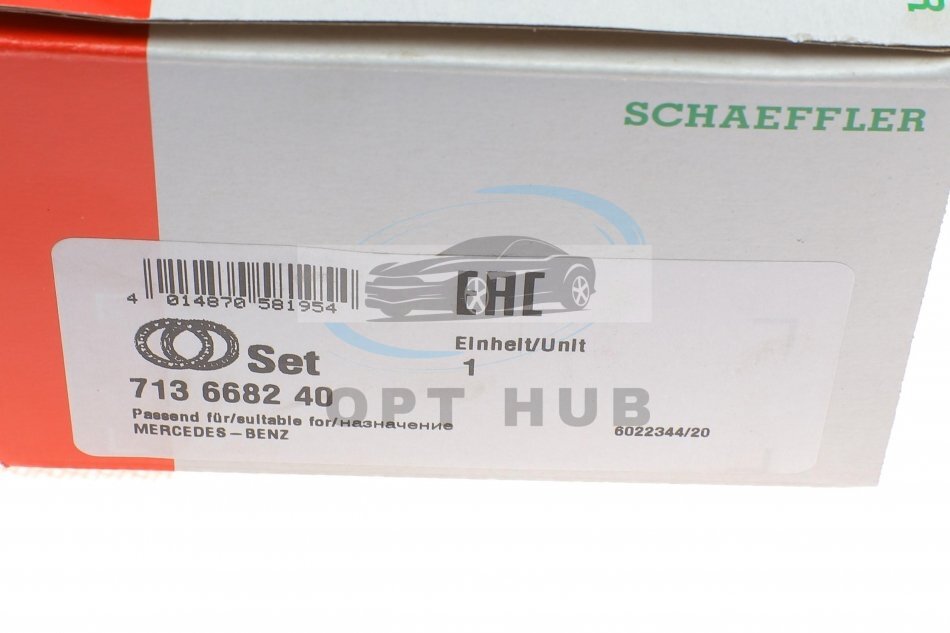 SCHAEFFLER
4 014870 581954
EAC
Set
Einheit/Unit
1
713 6682 40
OPT HUB
Passend für/suitable for/назначение
MERCEDES-BENZ
6022344/20